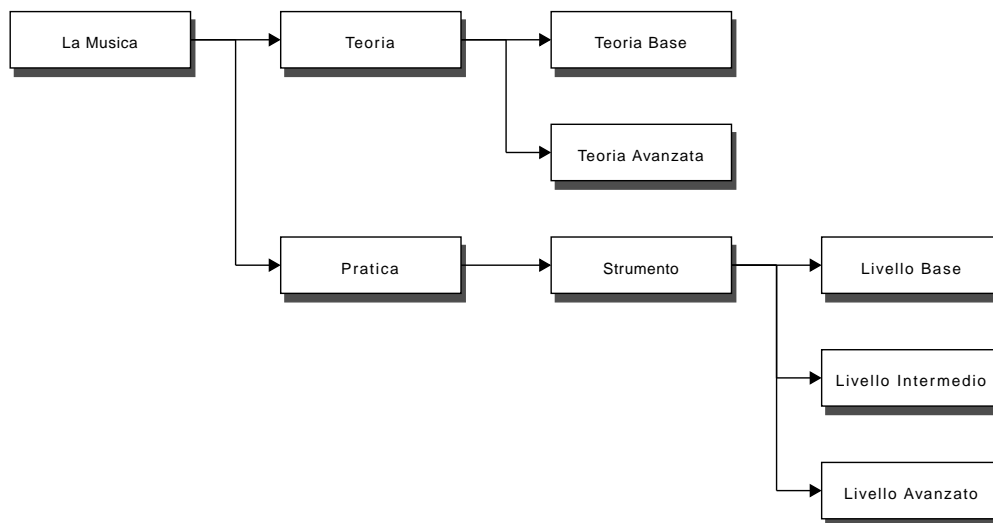 La Musica
Teoria
Teoria Base
Teoria Avanzata
Pratica
Strumento
Livello Base
Livello Intermedio
Livello Avanzato